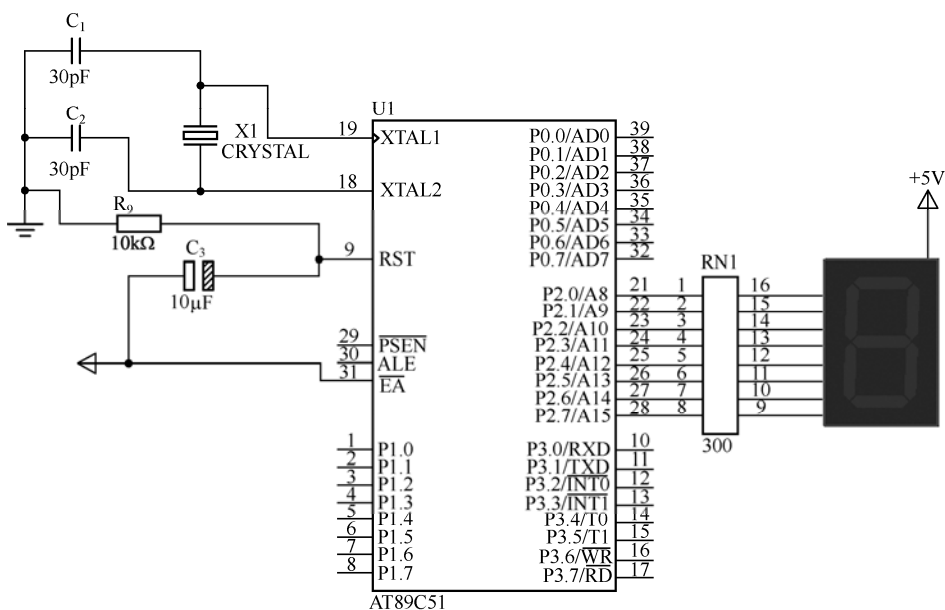 C₁
30pF
C₂
30pF
X1
CRYSTAL
R₉
10kΩ
C₃
10μF
U1
19 XTAL1
18 XTAL2
9 RST
29 PSEN
30 ALE
31 EA
1 P1.0
2 P1.1
3 P1.2
4 P1.3
5 P1.4
6 P1.5
7 P1.6
8 P1.7
P0.0/AD0 39
P0.1/AD1 38
P0.2/AD2 37
P0.3/AD3 36
P0.4/AD4 35
P0.5/AD5 34
P0.6/AD6 33
P0.7/AD7 32
P2.0/A8 21 1
P2.1/A9 22 2
P2.2/A10 23 3
P2.3/A11 24 4
P2.4/A12 25 5
P2.5/A13 26 6
P2.6/A14 27 7
P2.7/A15 28 8
P3.0/RXD 10
P3.1/TXD 11
P3.2/INT0 12
P3.3/INT1 13
P3.4/T0 14
P3.5/T1 15
P3.6/WR 16
P3.7/RD 17
AT89C51
RN1
16
15
14
13
12
11
10
9
300
+5V